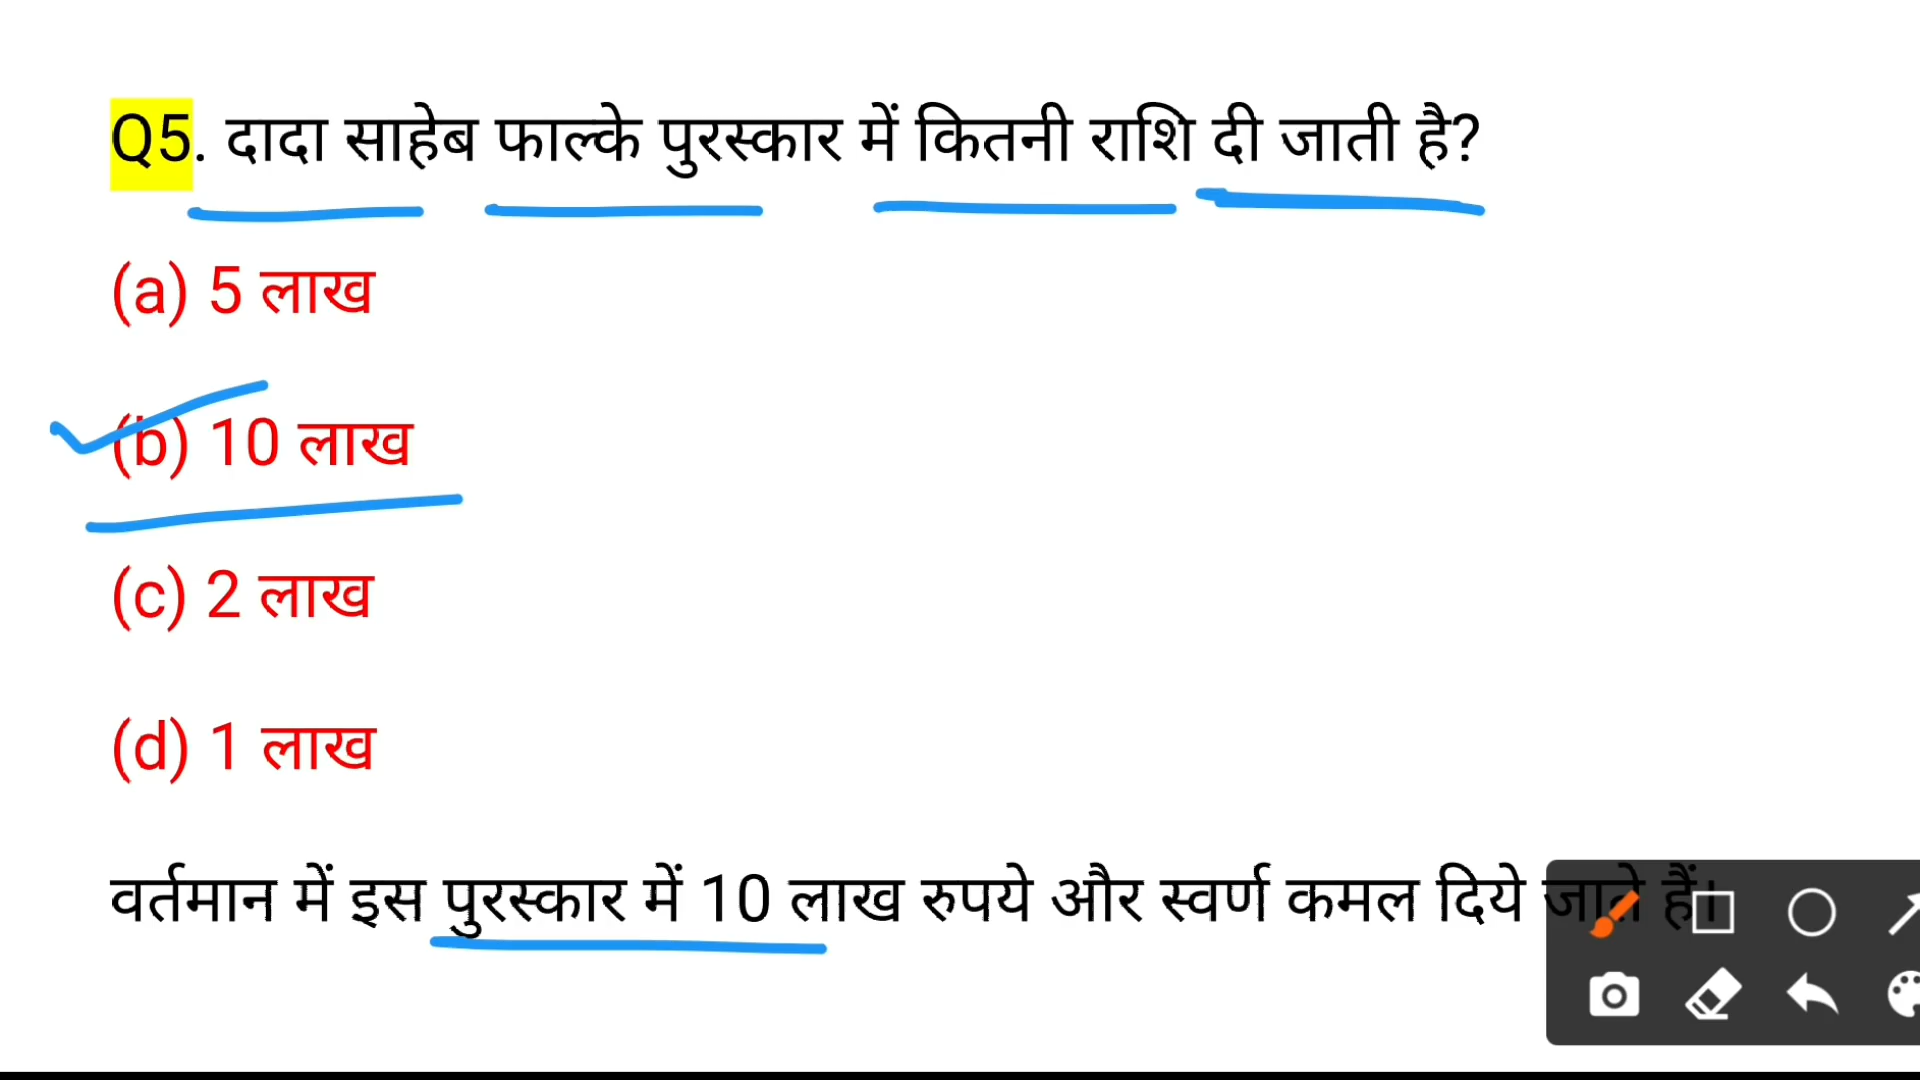 Q5. दादा साहेब फाल्के पुरस्कार में कितनी राशि दी जाती है?
(a) 5 लाख
(b) 10 लाख
(c) 2 लाख
(d) 1 लाख
वर्तमान में इस पुरस्कार में 10 लाख रुपये और स्वर्ण कमल दिये जाते हैं।